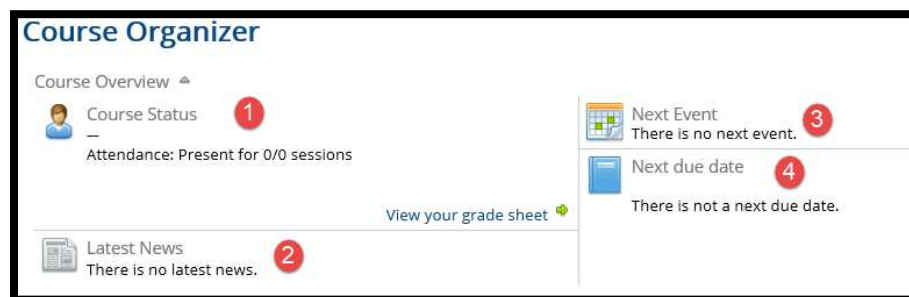 Course Organizer
Course Overview
Course Status 1
—
Attendance: Present for 0/0 sessions
View your grade sheet
Latest News 2
There is no latest news.
Next Event 3
There is no next event.
Next due date 4
There is not a next due date.